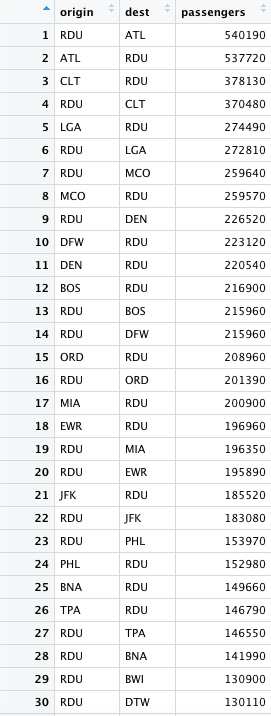 origin dest passengers
1 RDU ATL 540190
2 ATL RDU 537720
3 CLT RDU 378130
4 RDU CLT 370480
5 LGA RDU 274490
6 RDU LGA 272810
7 RDU MCO 259640
8 MCO RDU 259570
9 RDU DEN 226520
10 DFW RDU 223120
11 DEN RDU 220540
12 BOS RDU 216900
13 RDU BOS 215960
14 RDU DFW 215960
15 ORD RDU 208960
16 RDU ORD 201390
17 MIA RDU 200900
18 EWR RDU 196960
19 RDU MIA 196350
20 RDU EWR 195890
21 JFK RDU 185520
22 RDU JFK 183080
23 RDU PHL 153970
24 PHL RDU 152980
25 BNA RDU 149660
26 TPA RDU 146790
27 RDU TPA 146550
28 RDU BNA 141990
29 RDU BWI 130900
30 RDU DTW 130110